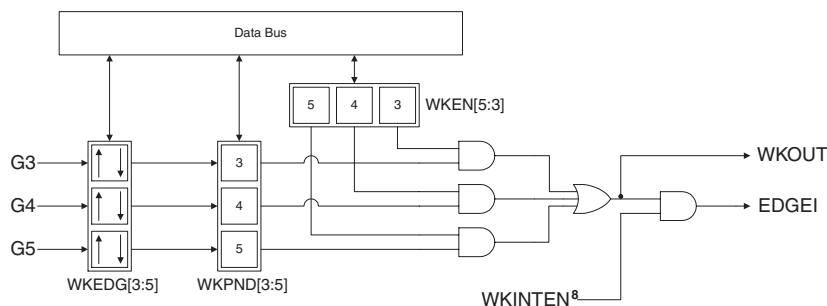 Data Bus
5 4 3 WKEN[5:3]
G3 3 WKOUT
G4 4 EDGEI
G5 5
WKEDG[3:5] WKPND[3:5]
WKINTEN⁸